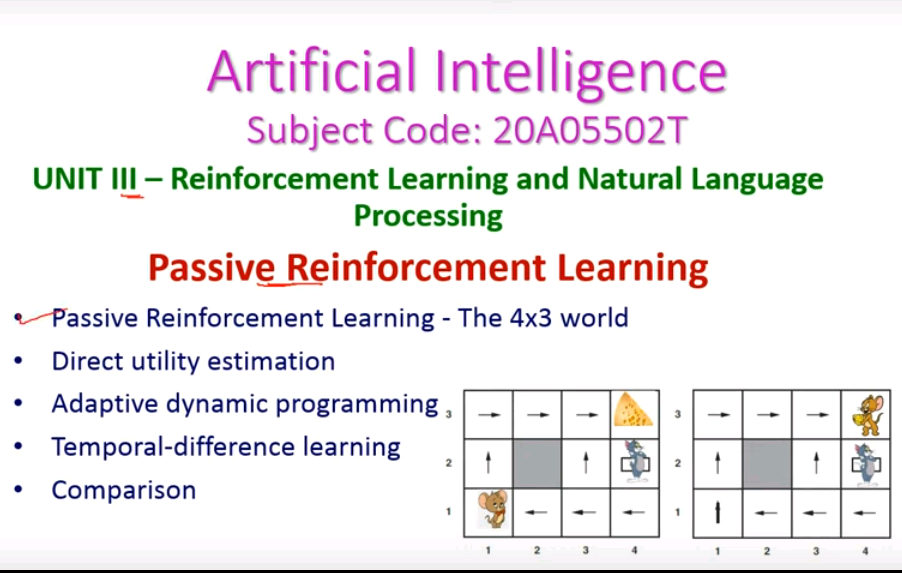 Artificial Intelligence
Subject Code: 20A05502T
UNIT III – Reinforcement Learning and Natural Language
Processing
Passive Reinforcement Learning
• Passive Reinforcement Learning - The 4x3 world
• Direct utility estimation
• Adaptive dynamic programming
• Temporal-difference learning
• Comparison
3
2
1
1 2 3 4
3
2
1
1 2 3 4